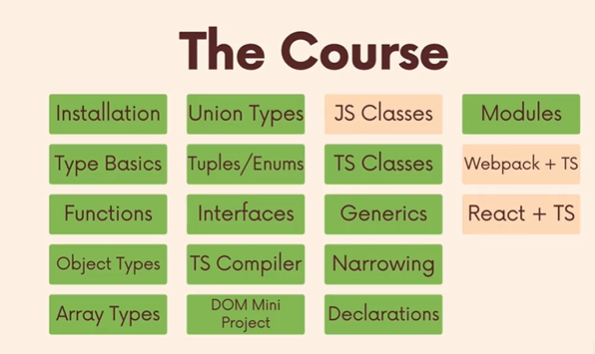 The Course
Installation
Union Types
JS Classes
Modules
Type Basics
Tuples/Enums
TS Classes
Webpack + TS
Functions
Interfaces
Generics
React + TS
Object Types
TS Compiler
Narrowing
Array Types
DOM Mini
Project
Declarations